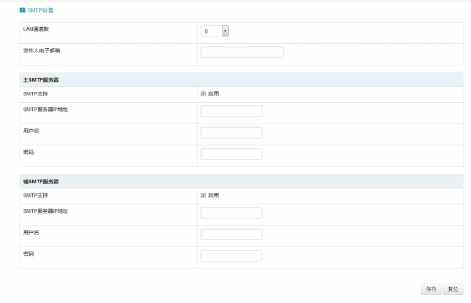 SMTP设置
LAN通道数
8
发件人电子邮箱
主SMTP服务器
SMTP支持
启用
SMTP服务器IP地址
用户名
密码
辅SMTP服务器
SMTP支持
启用
SMTP服务器IP地址
用户名
密码
保存 复位